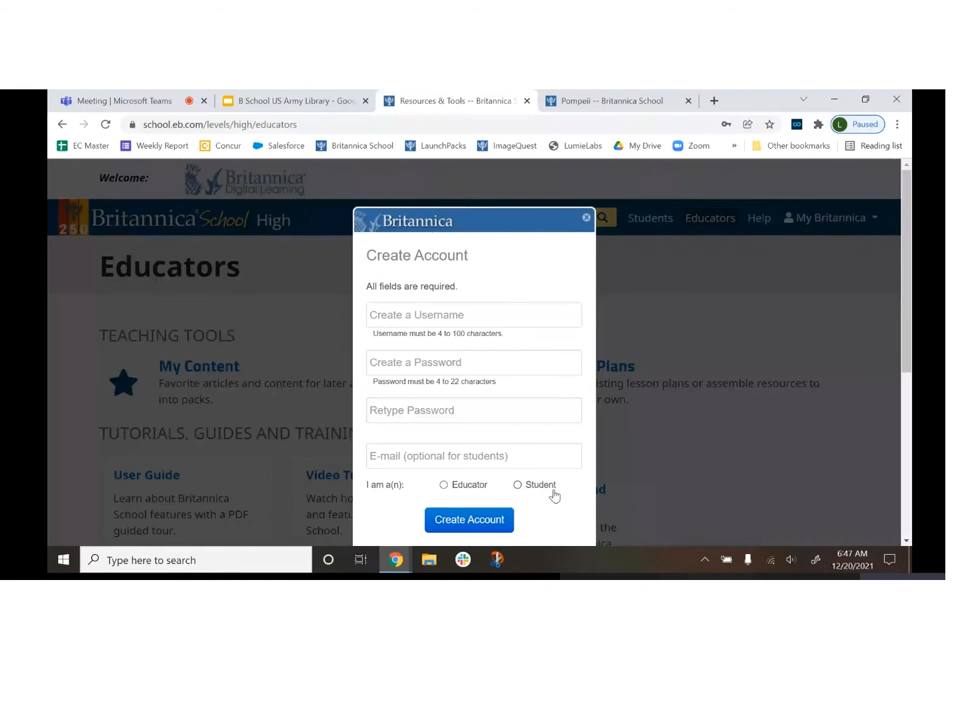 Meeting | Microsoft Teams
B School US Army Library - Goog
Resources & Tools -- Britannica S
Pompeii -- Britannica School
school.eb.com/levels/high/educators
L Paused
EC Master Weekly Report Concur Salesforce Britannica School LaunchPacks ImageQuest LumieLabs My Drive Zoom » Other bookmarks Reading list
Welcome: Britannica
Digital Learning
250 Britannica School High Students Educators Help My Britannica
Britannica
Educators
Create Account
All fields are required.
Create a Username
Username must be 4 to 100 characters.
TEACHING TOOLS
My Content
Favorite articles and content for later
into packs.
Plans
isting lesson plans or assemble resources to
r own.
Create a Password
Password must be 4 to 22 characters
Retype Password
TUTORIALS, GUIDES AND TRAININ
E-mail (optional for students)
I am a(n): Educator Student
Create Account
User Guide
Learn about Britannica
School features with a PDF
guided tour.
Video Tu
Watch ho
and featu
School.
d
the
Type here to search
6:47 AM
12/20/2021